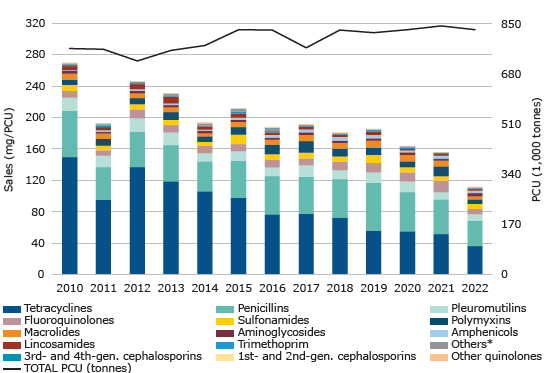 320
280
240
200
160
120
80
40
0
Sales (mg/PCU)
850
680
510
340
170
0
PCU (1,000 tonnes)
2010 2011 2012 2013 2014 2015 2016 2017 2018 2019 2020 2021 2022
Tetracyclines Penicillins Pleuromutilins
Fluoroquinolones Sulfonamides Polymyxins
Macrolides Aminoglycosides Amphenicols
Lincosamides Trimethoprim Others*
3rd- and 4th-gen. cephalosporins 1st- and 2nd-gen. cephalosporins Other quinolones
TOTAL PCU (tonnes)